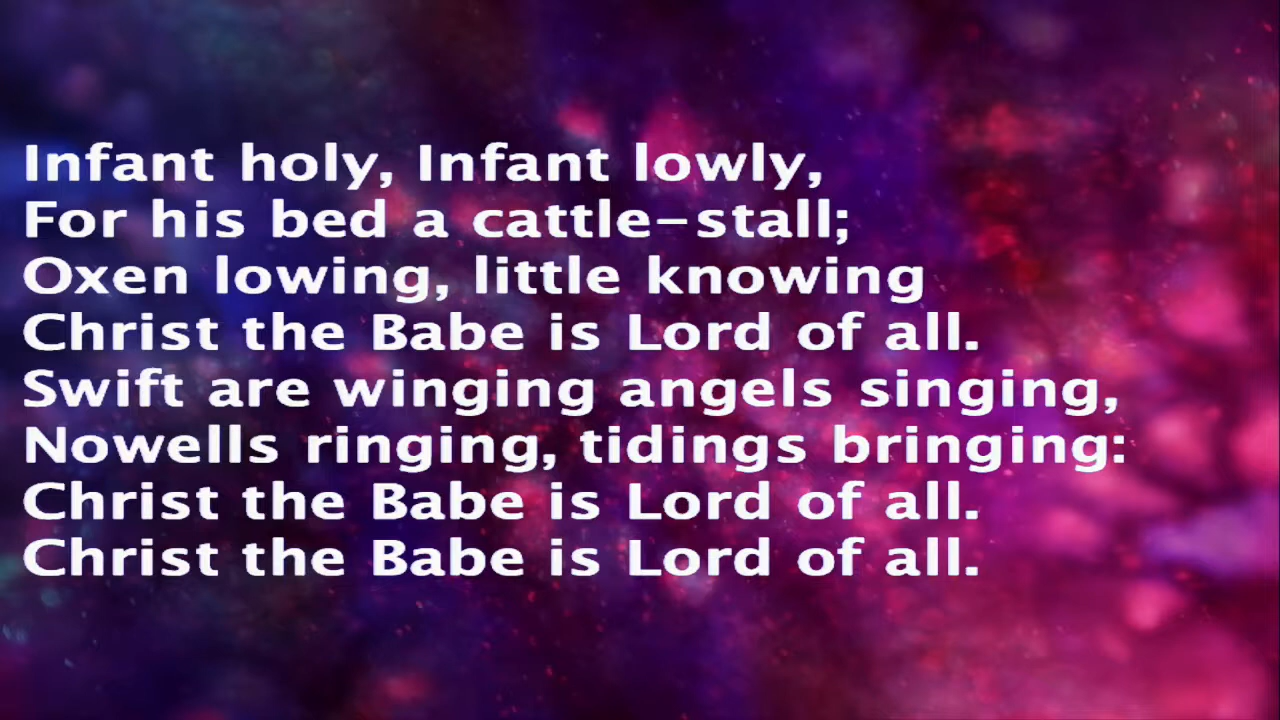 Infant holy, Infant lowly,
For his bed a cattle-stall;
Oxen lowing, little knowing
Christ the Babe is Lord of all.
Swift are winging angels singing,
Nowells ringing, tidings bringing:
Christ the Babe is Lord of all.
Christ the Babe is Lord of all.